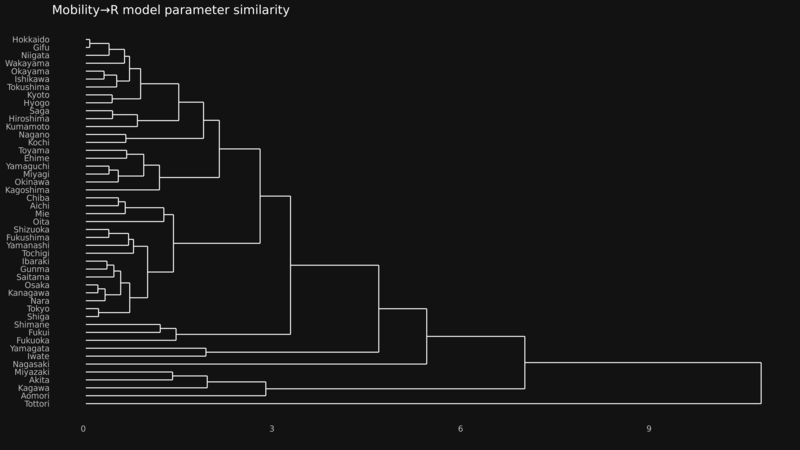 Mobility→R model parameter similarity
Hokkaido
Gifu
Niigata
Wakayama
Okayama
Ishikawa
Tokushima
Kyoto
Hyogo
Saga
Hiroshima
Kumamoto
Nagano
Kochi
Toyama
Ehime
Yamaguchi
Miyagi
Okinawa
Kagoshima
Chiba
Aichi
Mie
Oita
Shizuoka
Fukushima
Yamanashi
Tochigi
Ibaraki
Gunma
Saitama
Osaka
Kanagawa
Nara
Tokyo
Shiga
Shimane
Fukui
Fukuoka
Yamagata
Iwate
Nagasaki
Miyazaki
Akita
Kagawa
Aomori
Tottori
0 3 6 9